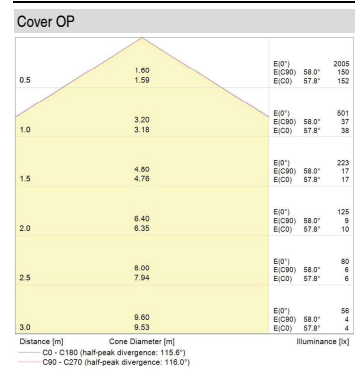 Cover OP
0.5 1.60 1.59 E(0°) 2005 E(C90) 58.0° 150 E(C0) 57.8° 152
1.0 3.20 3.18 E(0°) 501 E(C90) 58.0° 37 E(C0) 57.8° 38
1.5 4.80 4.76 E(0°) 223 E(C90) 58.0° 17 E(C0) 57.8° 17
2.0 6.40 6.35 E(0°) 125 E(C90) 58.0° 9 E(C0) 57.8° 10
2.5 8.00 7.94 E(0°) 80 E(C90) 58.0° 6 E(C0) 57.8° 6
3.0 9.60 9.53 E(0°) 56 E(C90) 58.0° 4 E(C0) 57.8° 4
Distance [m] Cone Diameter [m] Illuminance [lx]
C0 - C180 (half-peak divergence: 115.6°)
C90 - C270 (half-peak divergence: 116.0°)